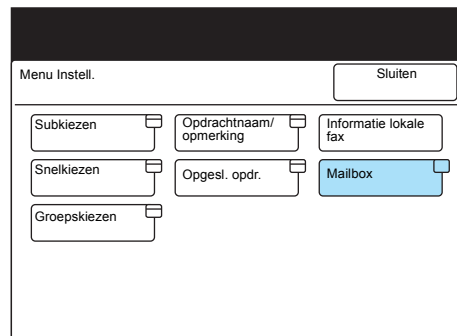 Menu Instell.
Sluiten
Subkiezen
Opdrachtnaam/
opmerking
Informatie lokale
fax
Snelkiezen
Opgesl. opdr.
Mailbox
Groepskiezen